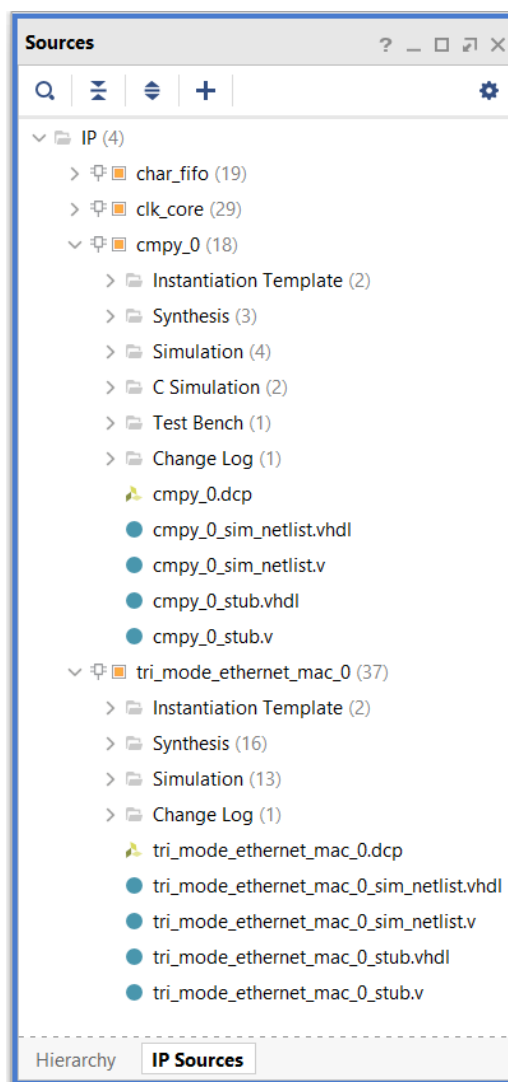 Sources
IP (4)
char_fifo (19)
clk_core (29)
cmpy_0 (18)
Instantiation Template (2)
Synthesis (3)
Simulation (4)
C Simulation (2)
Test Bench (1)
Change Log (1)
cmpy_0.dcp
cmpy_0_sim_netlist.vhdl
cmpy_0_sim_netlist.v
cmpy_0_stub.vhdl
cmpy_0_stub.v
tri_mode_ethernet_mac_0 (37)
Instantiation Template (2)
Synthesis (16)
Simulation (13)
Change Log (1)
tri_mode_ethernet_mac_0.dcp
tri_mode_ethernet_mac_0_sim_netlist.vhdl
tri_mode_ethernet_mac_0_sim_netlist.v
tri_mode_ethernet_mac_0_stub.vhdl
tri_mode_ethernet_mac_0_stub.v
Hierarchy IP Sources